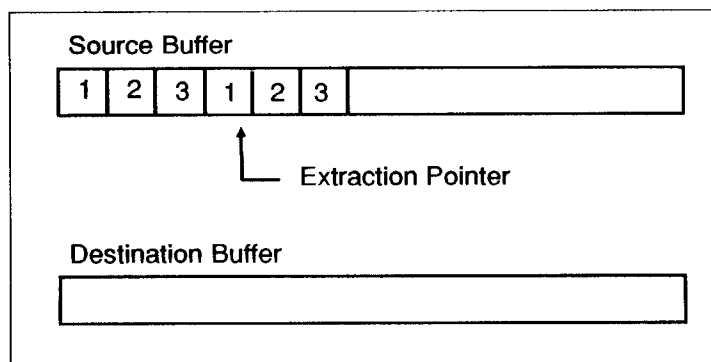 Source Buffer
1 2 3 1 2 3
Extraction Pointer
Destination Buffer